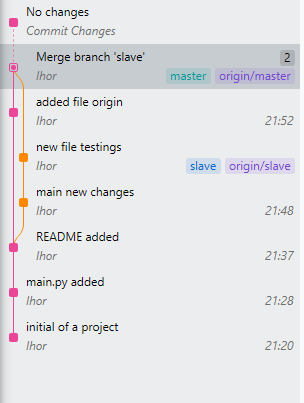 No changes
Commit Changes
Merge branch 'slave' 2
Ihor master origin/master
added file origin
Ihor 21:52
new file testings
Ihor slave origin/slave
main new changes
Ihor 21:48
README added
Ihor 21:37
main.py added
Ihor 21:28
initial of a project
Ihor 21:20